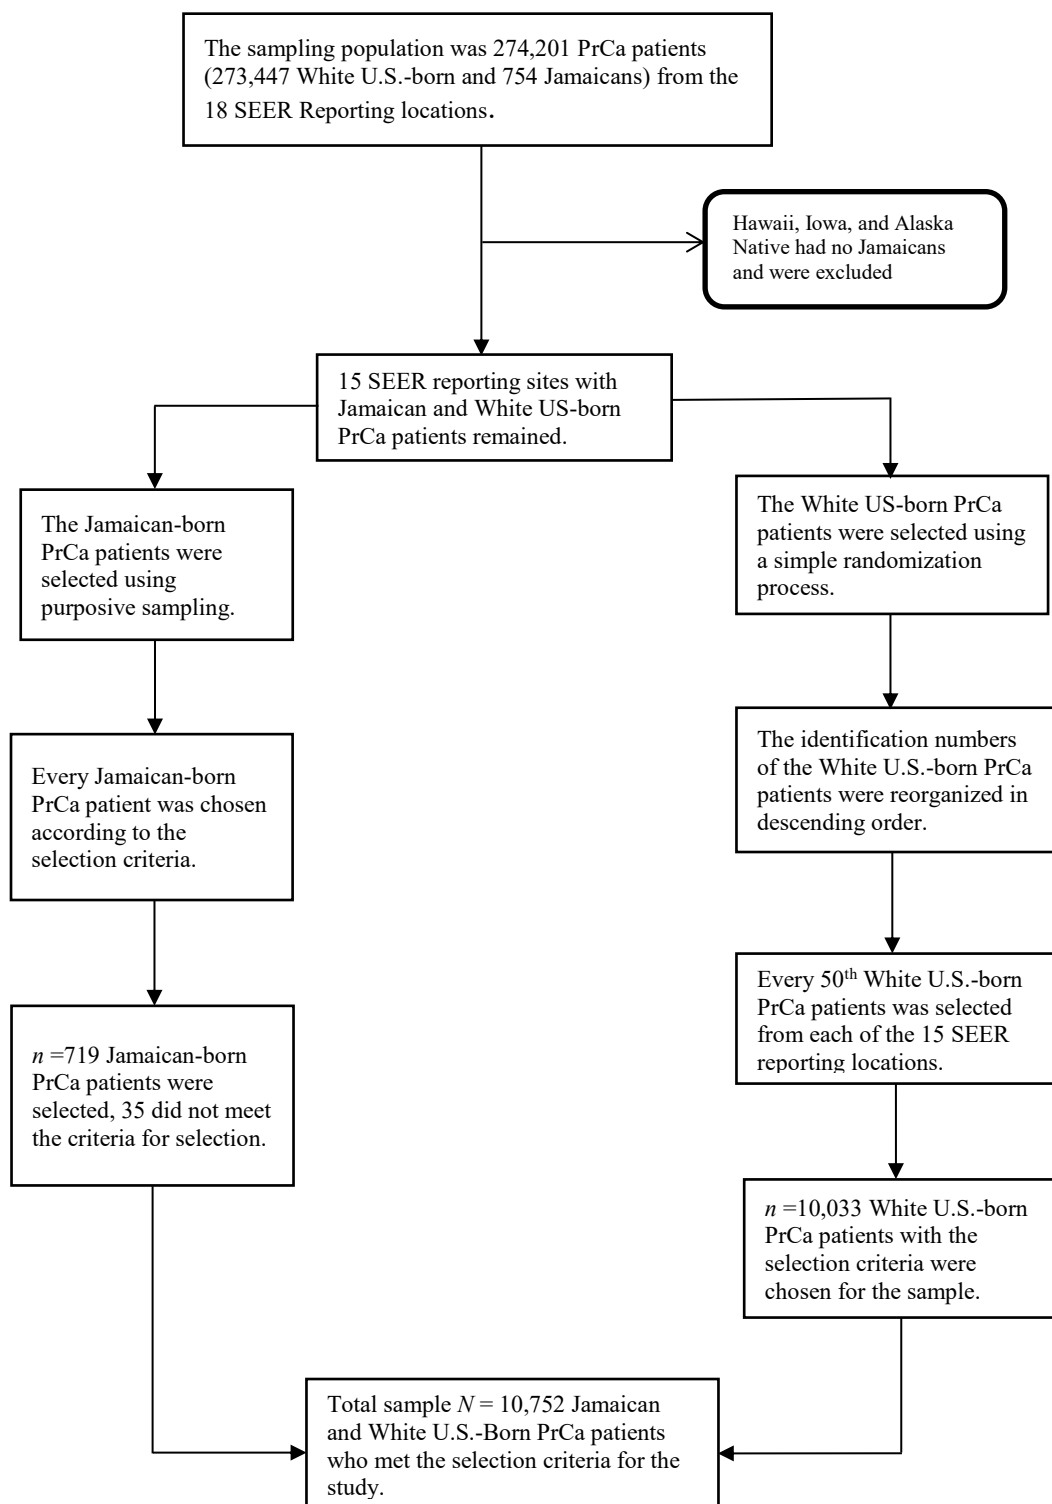 The sampling population was 274,201 PrCa patients
(273,447 White U.S.-born and 754 Jamaicans) from the
18 SEER Reporting locations.
Hawaii, Iowa, and Alaska
Native had no Jamaicans
and were excluded
15 SEER reporting sites with
Jamaican and White US-born
PrCa patients remained.
The Jamaican-born
PrCa patients were
selected using
purposive sampling.
The White US-born PrCa
patients were selected using
a simple randomization
process.
Every Jamaican-born
PrCa patient was chosen
according to the
selection criteria.
The identification numbers
of the White U.S.-born PrCa
patients were reorganized in
descending order.
Every 50th White U.S.-born
PrCa patients was selected
from each of the 15 SEER
reporting locations.
n =719 Jamaican-born
PrCa patients were
selected, 35 did not meet
the criteria for selection.
n =10,033 White U.S.-born
PrCa patients with the
selection criteria were
chosen for the sample.
Total sample N = 10,752 Jamaican
and White U.S.-Born PrCa patients
who met the selection criteria for the
study.